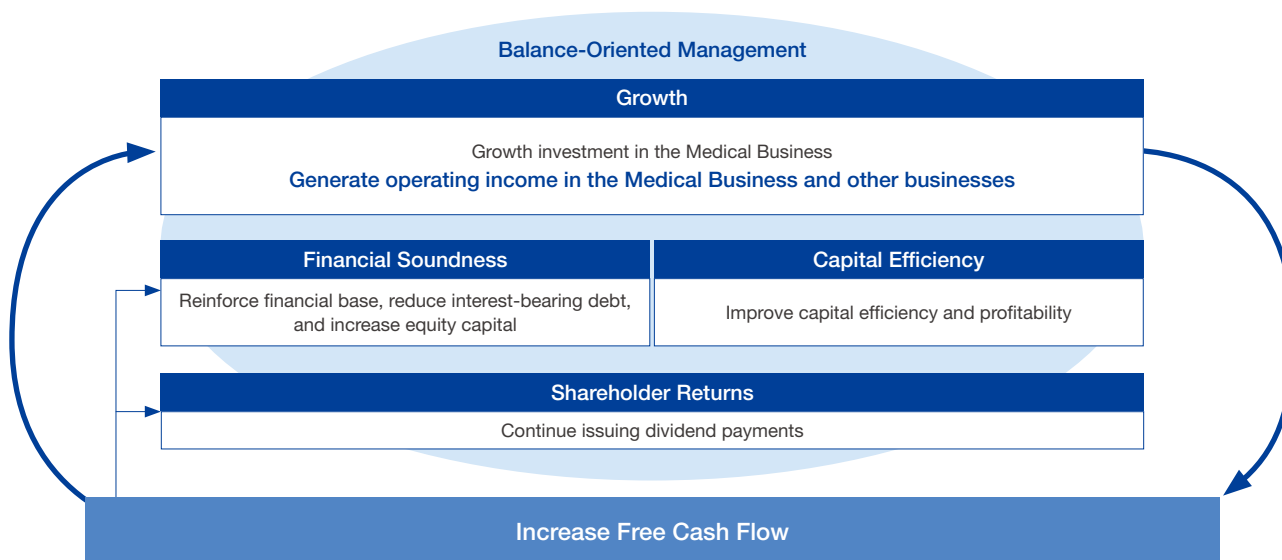 Balance-Oriented Management
Growth
Growth investment in the Medical Business
Generate operating income in the Medical Business and other businesses
Financial Soundness
Reinforce financial base, reduce interest-bearing debt,
and increase equity capital
Capital Efficiency
Improve capital efficiency and profitability
Shareholder Returns
Continue issuing dividend payments
Increase Free Cash Flow